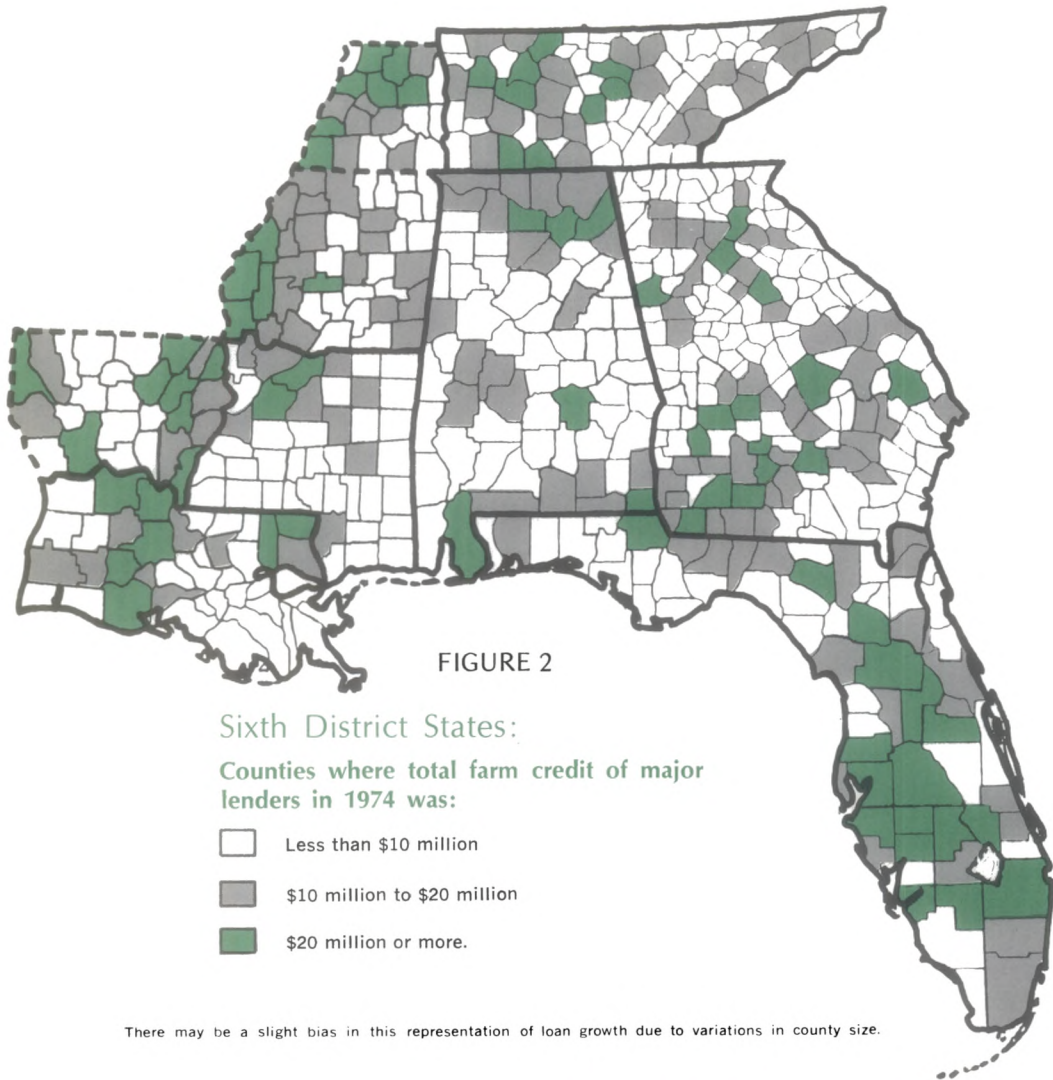 FIGURE 2
Sixth District States:
Counties where total farm credit of major
lenders in 1974 was:
Less than $10 million
$10 million to $20 million
$20 million or more.
There may be a slight bias in this representation of loan growth due to variations in county size.